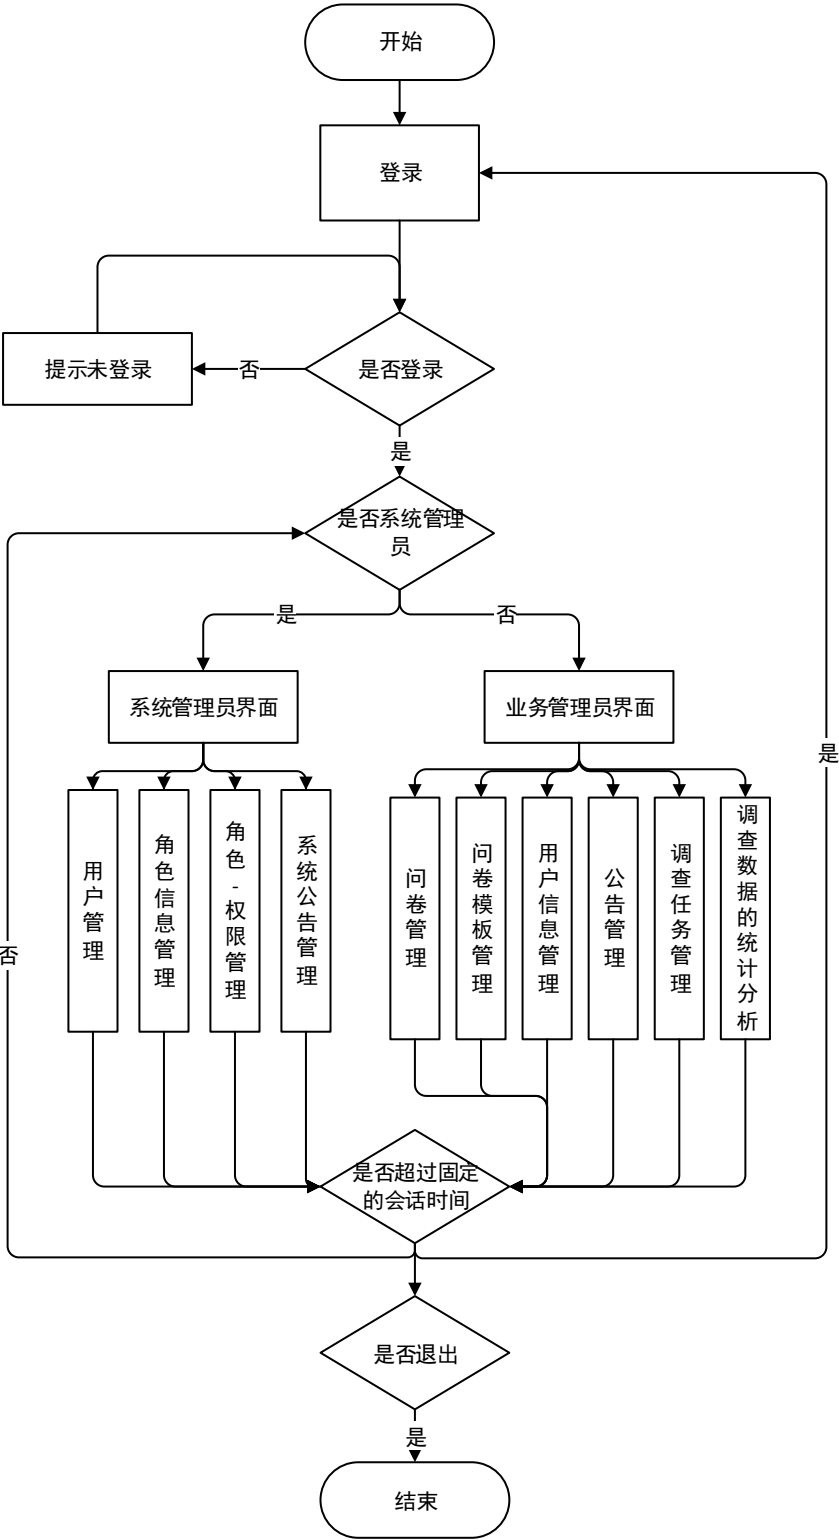 开始
登录
提示未登录
否
是否登录
是
是否系统管理
员
是
否
系统管理员界面
业务管理员界面
是
用户管理
角色信息管理
角色-权限管理
系统公告管理
问卷管理
问卷模板管理
用户信息管理
公告管理
调查任务管理
调查数据的统计分析
否
是否超过固定
的会话时间
是否退出
是
结束